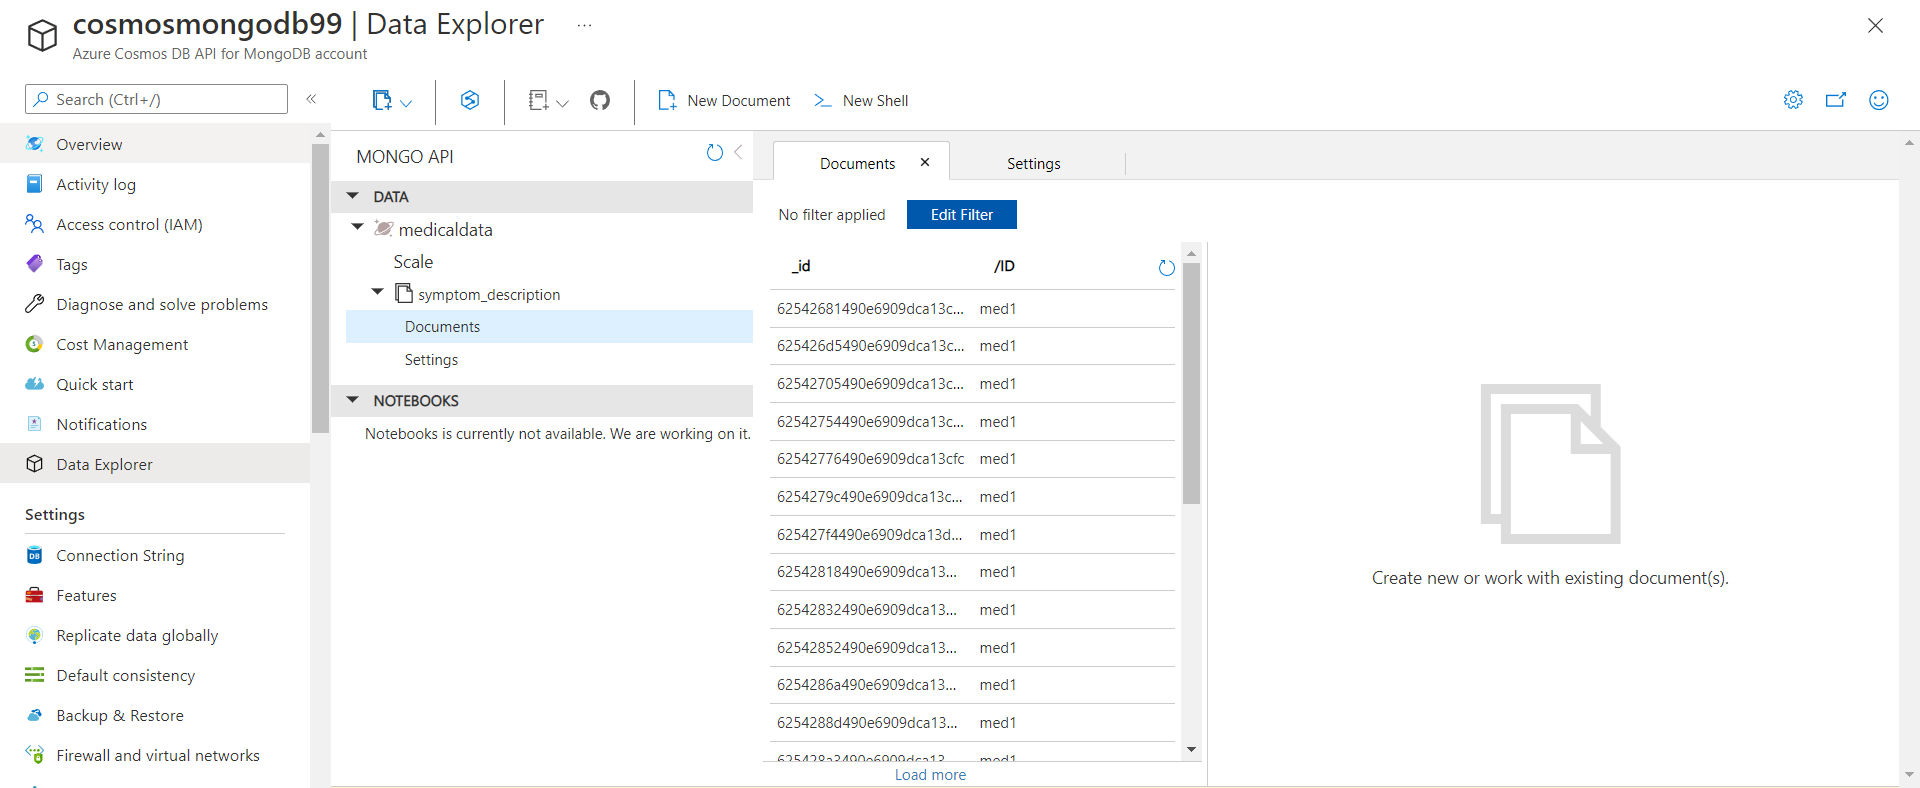 cosmosmongodb99 | Data Explorer ...
Azure Cosmos DB API for MongoDB account
Search (Ctrl+/)
«
New Document
New Shell
Overview
Activity log
Access control (IAM)
Tags
Diagnose and solve problems
Cost Management
Quick start
Notifications
Data Explorer
Settings
Connection String
Features
Replicate data globally
Default consistency
Backup & Restore
Firewall and virtual networks
MONGO API
DATA
medicaldata
Scale
symptom_description
Documents
Settings
NOTEBOOKS
Notebooks is currently not available. We are working on it.
Documents
Settings
No filter applied
Edit Filter
_id /ID
62542681490e6909dca13c... med1
625426d5490e6909dca13c... med1
62542705490e6909dca13c... med1
62542754490e6909dca13c... med1
62542776490e6909dca13cfc med1
6254279c490e6909dca13c... med1
625427f4490e6909dca13d... med1
62542818490e6909dca13... med1
62542832490e6909dca13... med1
62542852490e6909dca13... med1
6254286a490e6909dca13... med1
6254288d490e6909dca13... med1
625428a3490e6909dca13... med1
Load more
Create new or work with existing document(s).